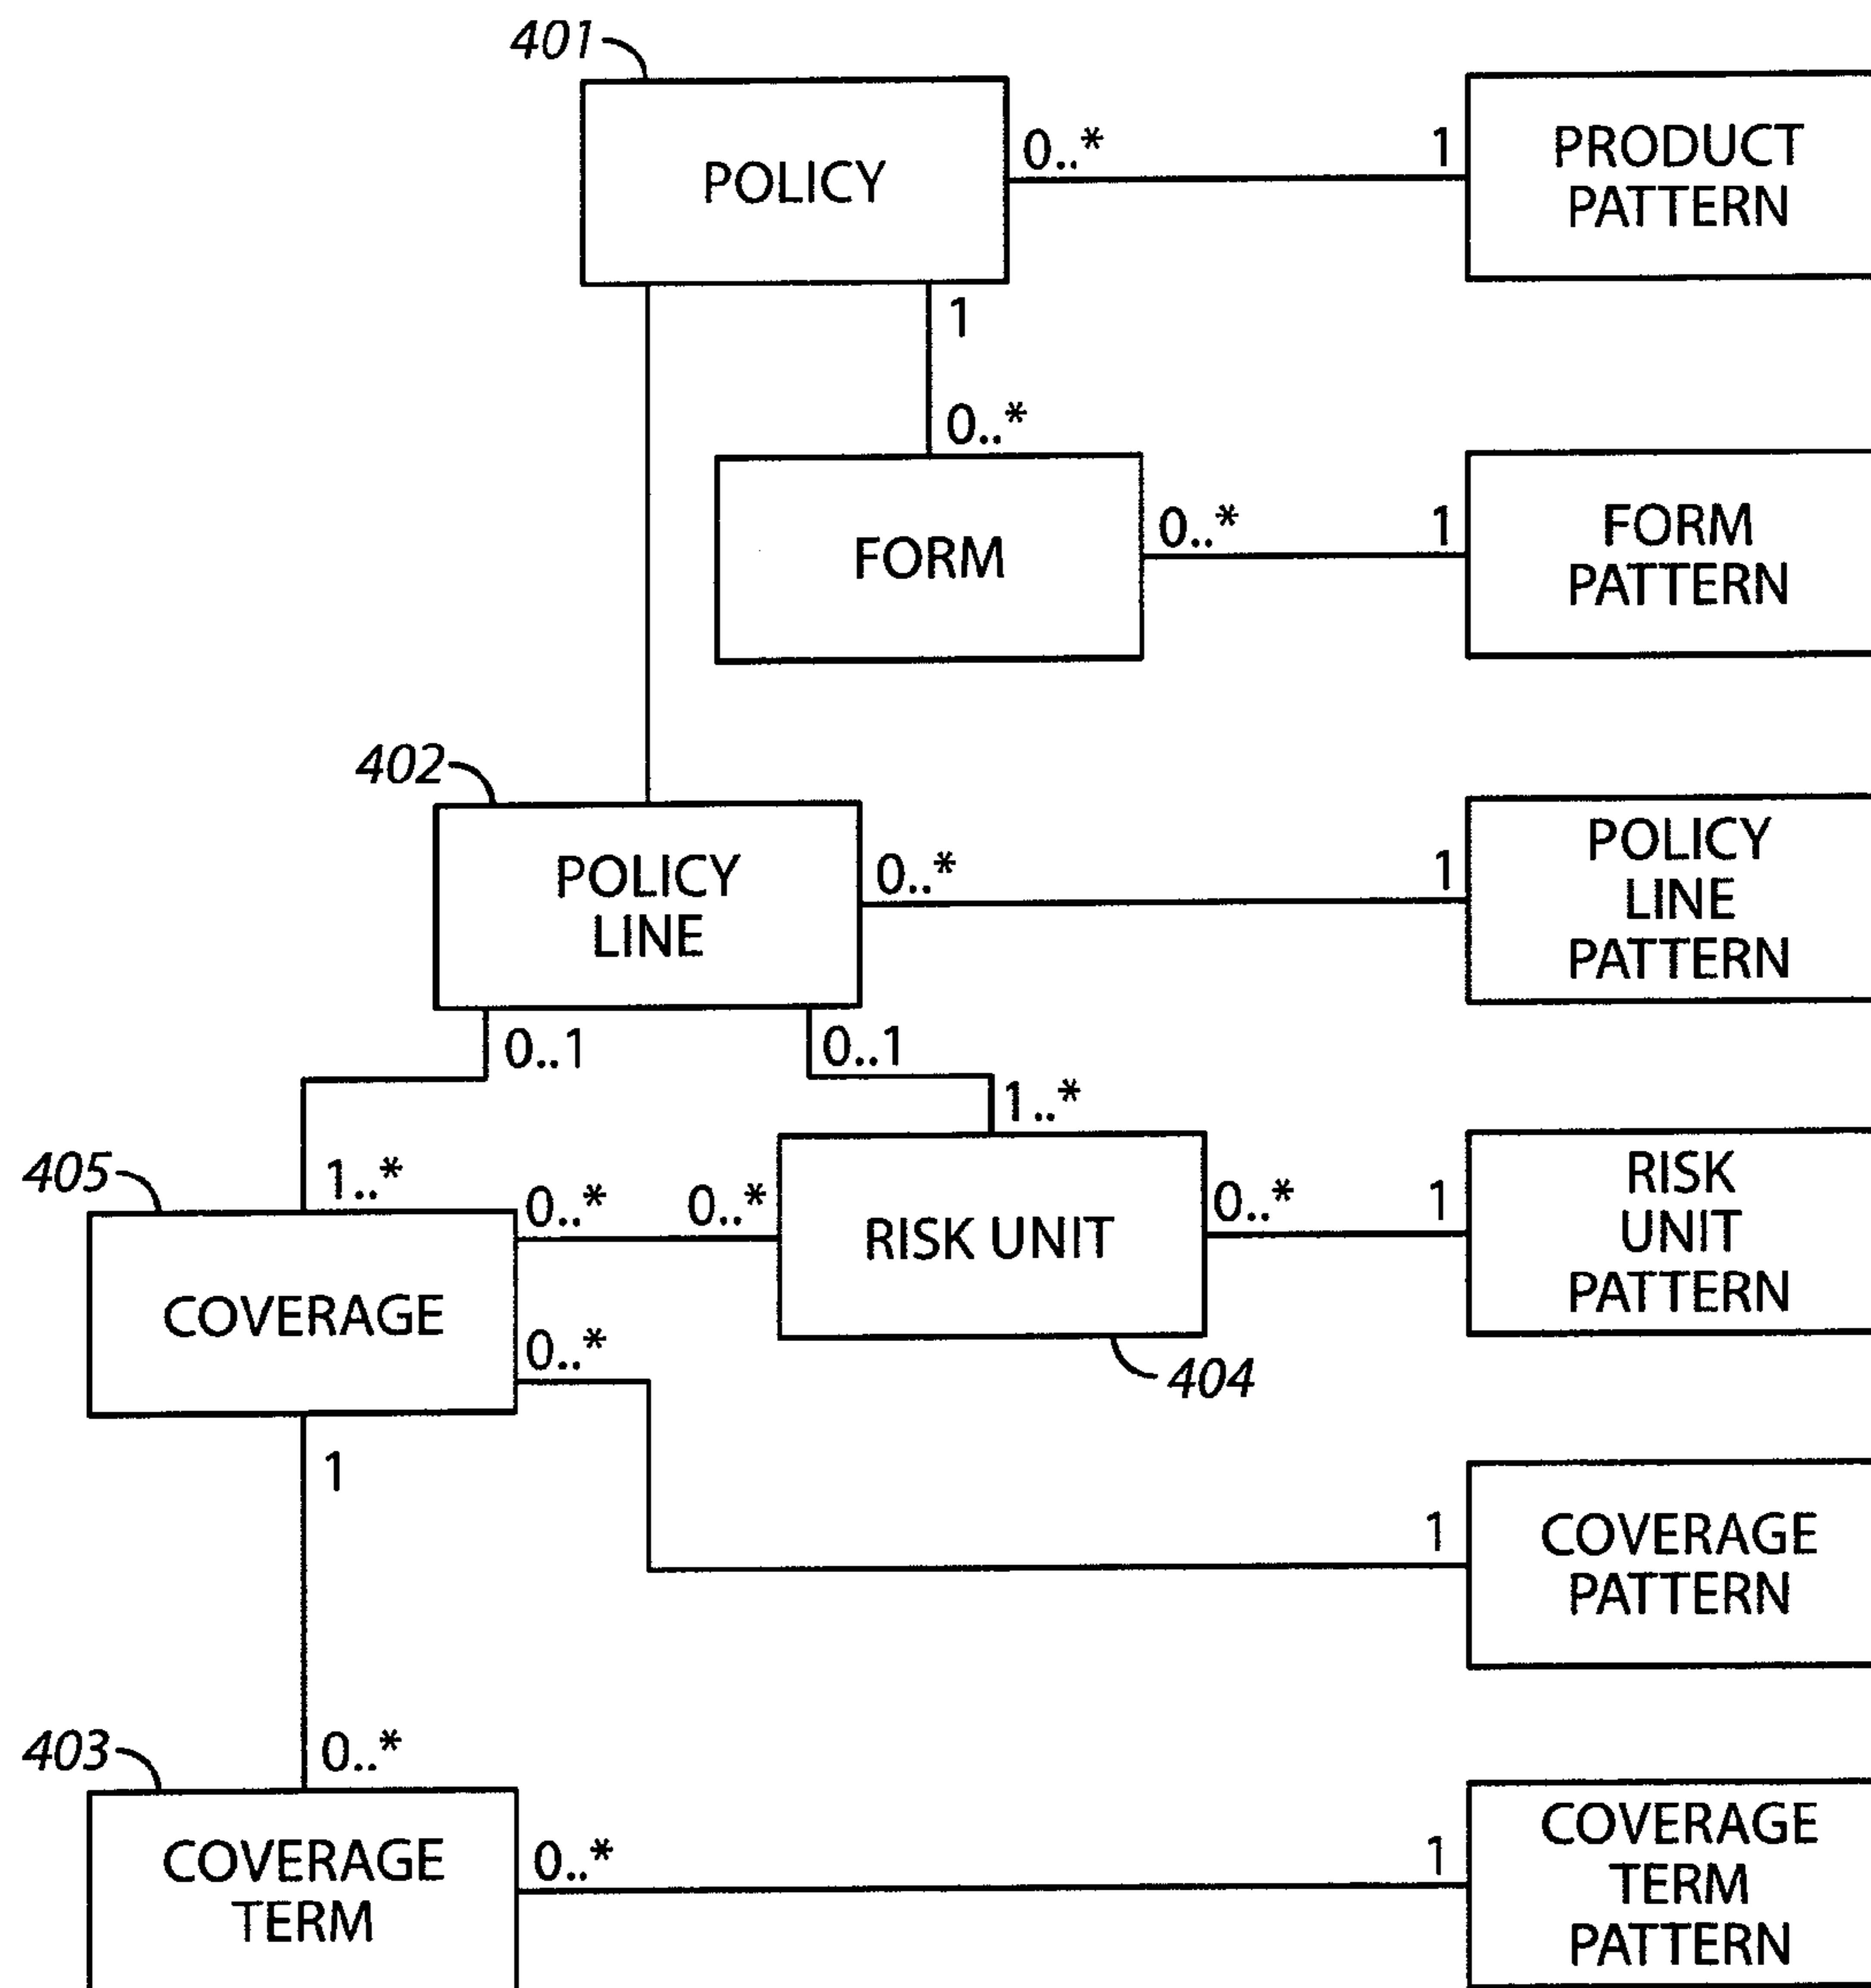 401
POLICY
0..*
1
PRODUCT
PATTERN
1
0..*
FORM
0..*
1
FORM
PATTERN
402
POLICY
LINE
0..*
1
POLICY
LINE
PATTERN
0..1
0..1
1..*
405
1..*
0..*
0..*
RISK UNIT
0..*
1
RISK
UNIT
PATTERN
COVERAGE
0..*
404
1
1
COVERAGE
PATTERN
403
0..*
COVERAGE
TERM
0..*
1
COVERAGE
TERM
PATTERN